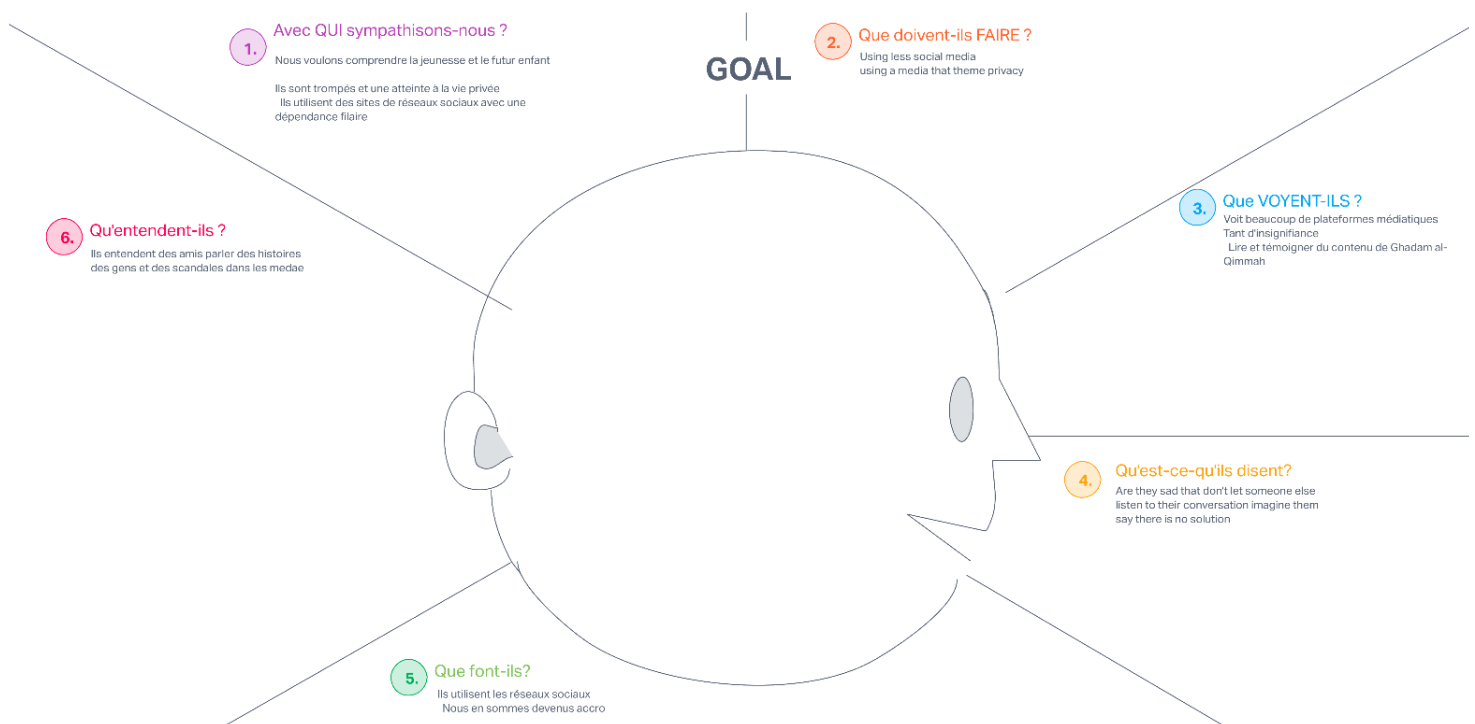 1.
Avec QUI sympathisons-nous ?
Nous voulons comprendre la jeunesse et le futur enfant
Ils sont trompés et une atteinte à la vie privée
Ils utilisent des sites de réseaux sociaux avec une
dépendance filaire
GOAL
2.
Que doivent-ils FAIRE ?
Using less social media
using a media that theme privacy
3.
Que VOYENT-ILS ?
Voit beaucoup de plateformes médiatiques
Tant d'insignifiance
Lire et témoigner du contenu de Ghadam al-
Qimmah
4.
Qu'est-ce-qu'ils disent?
Are they sad that don't let someone else
listen to their conversation imagine them
say there is no solution
5.
Que font-ils?
Ils utilisent les réseaux sociaux
Nous en sommes devenus accro
6.
Qu'entendent-ils ?
Ils entendent des amis parler des histoires
des gens et des scandales dans les medae